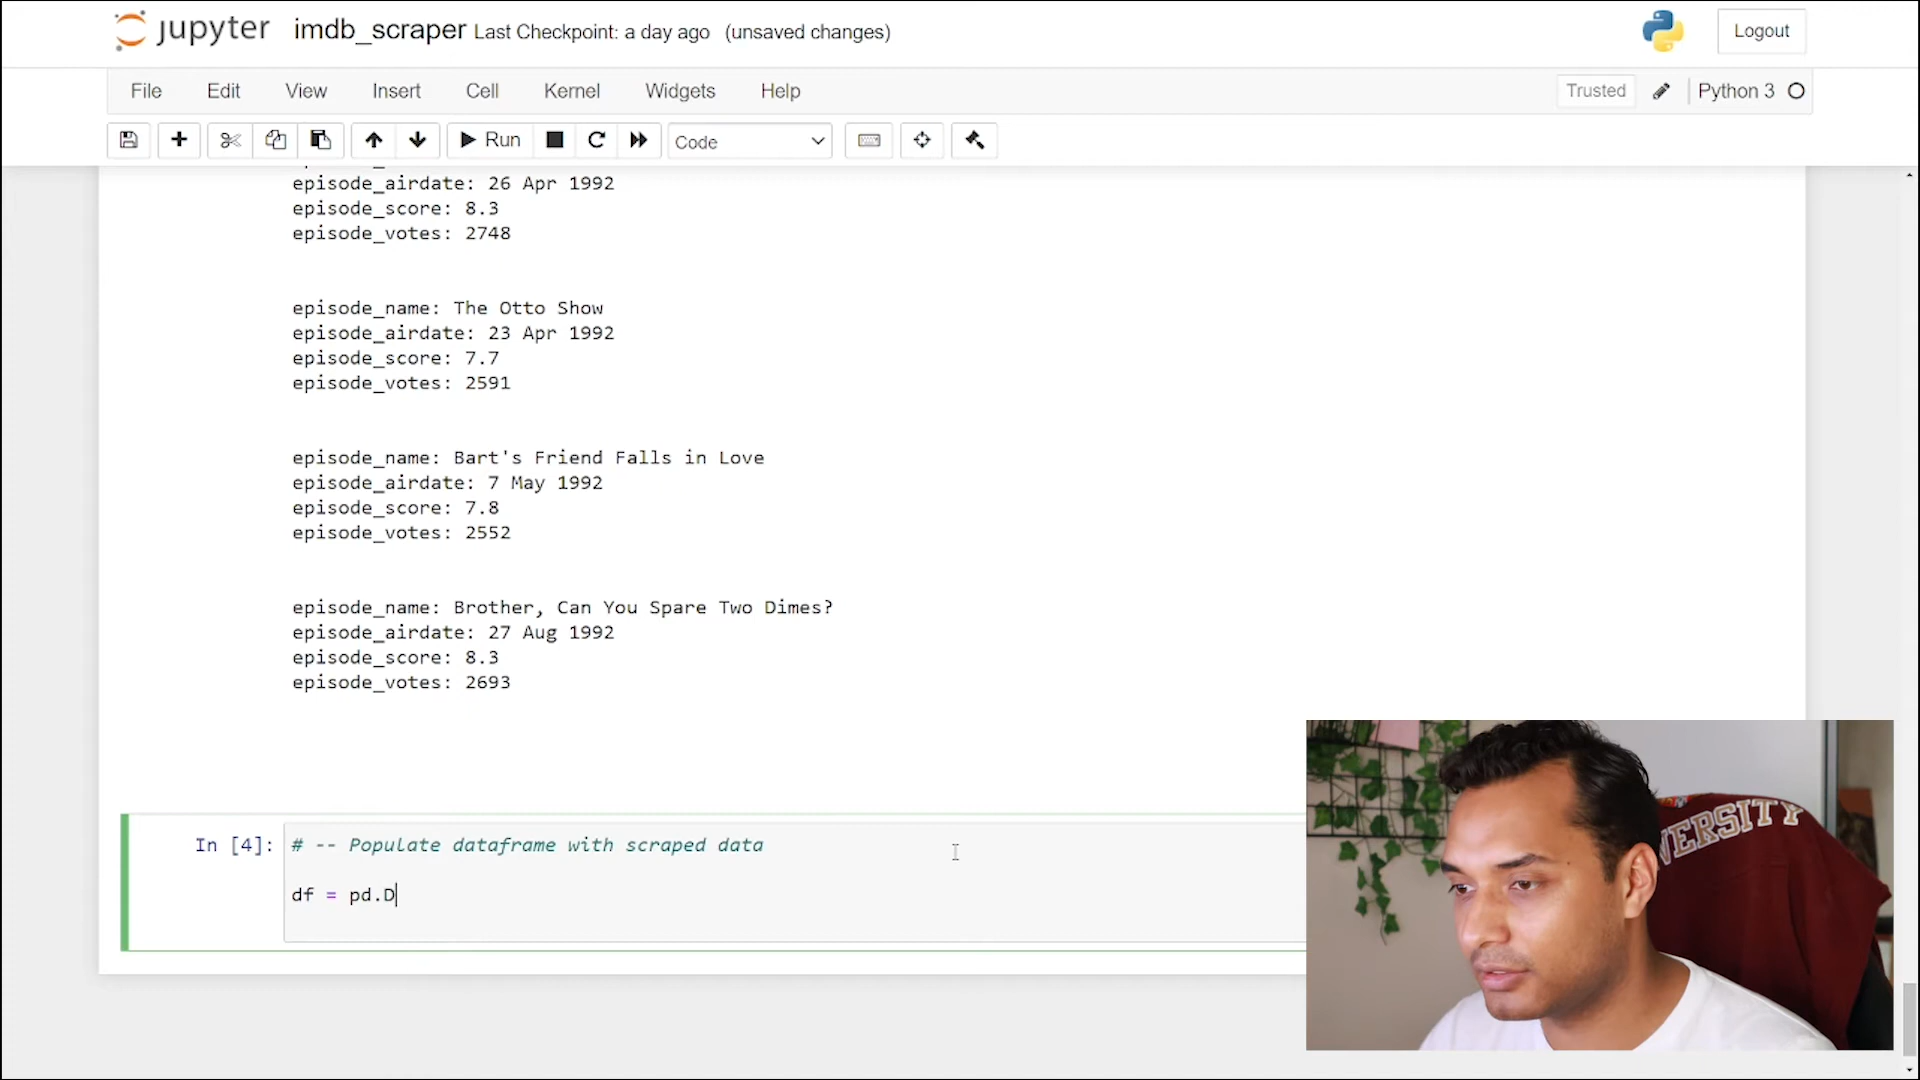 jupyter imdb_scraper Last Checkpoint: a day ago (unsaved changes) Logout
File Edit View Insert Cell Kernel Widgets Help Trusted Python 3
Run Code
episode_airdate: 26 Apr 1992
episode_score: 8.3
episode_votes: 2748
episode_name: The Otto Show
episode_airdate: 23 Apr 1992
episode_score: 7.7
episode_votes: 2591
episode_name: Bart's Friend Falls in Love
episode_airdate: 7 May 1992
episode_score: 7.8
episode_votes: 2552
episode_name: Brother, Can You Spare Two Dimes?
episode_airdate: 27 Aug 1992
episode_score: 8.3
episode_votes: 2693
In [4]: # -- Populate dataframe with scraped data
df = pd.D
VERSITY